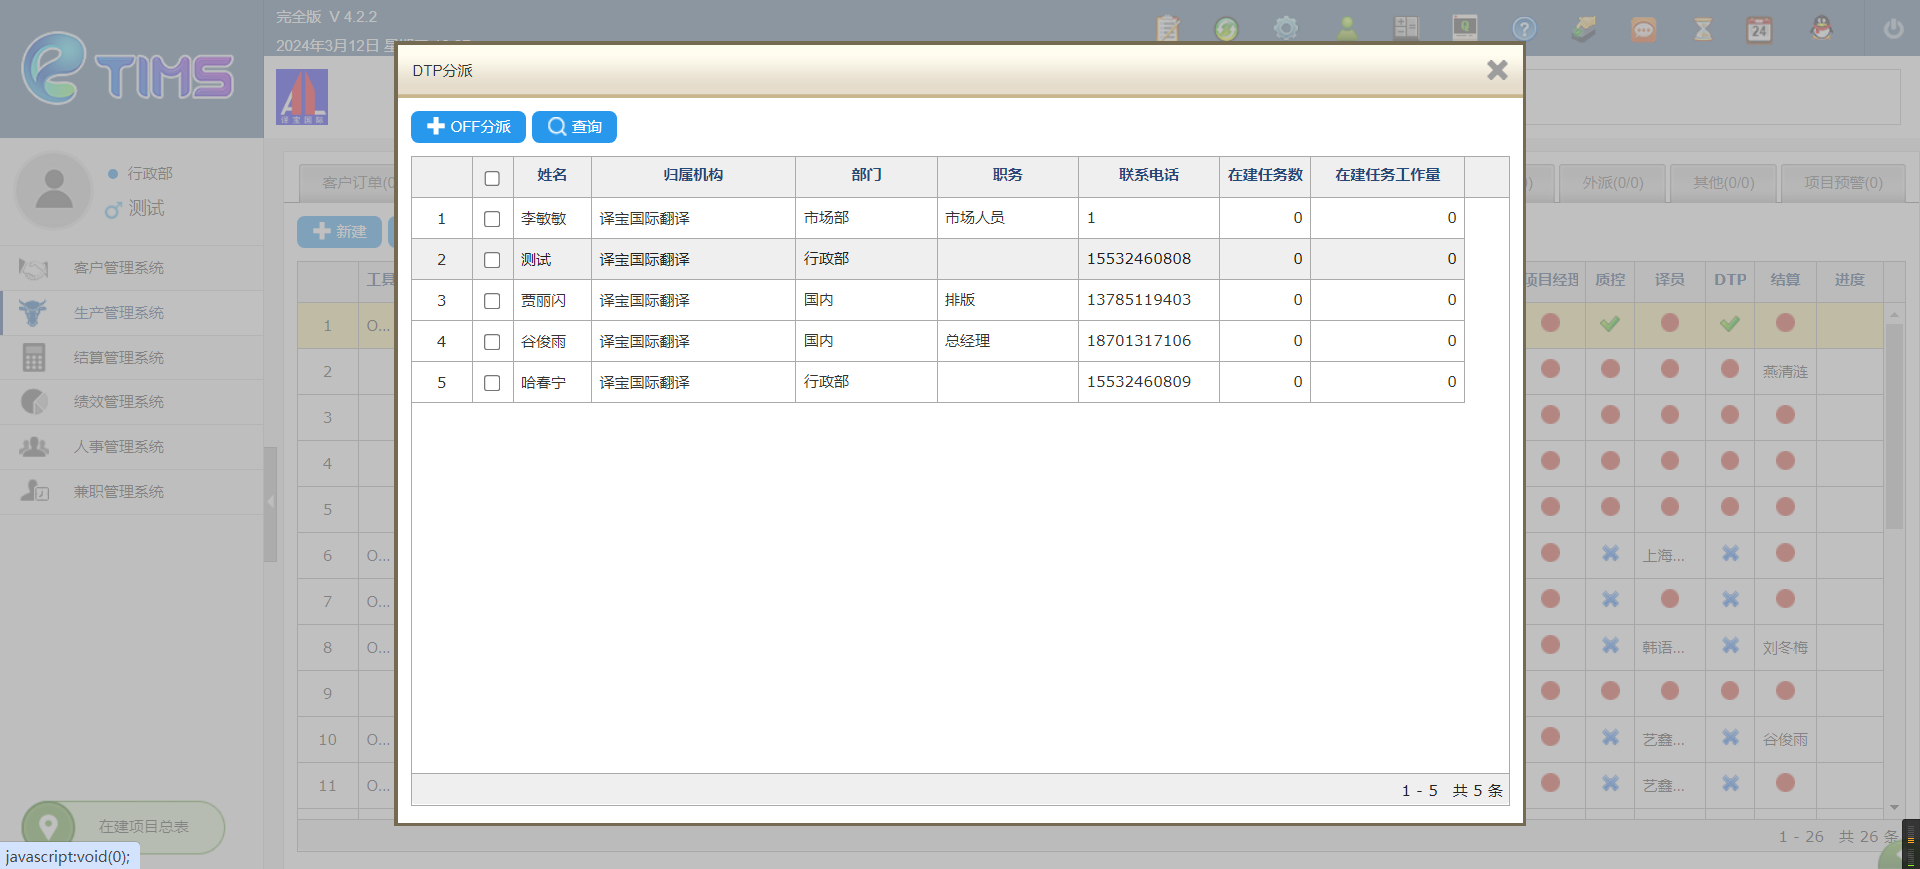 完全版 V 4.2.2
2024年3月12日
TIMS
译宝国际
行政部
测试
客户管理系统
生产管理系统
结算管理系统
绩效管理系统
人事管理系统
兼职管理系统
在建项目总表
javascript:void(0);
24
客户订单(0
外派(0/0) 其他(0/0) 项目预警(0)
新建
DTP分派
OFF分派 查询
姓名 归属机构 部门 职务 联系电话 在建任务数 在建任务工作量
1 李敏敏 译宝国际翻译 市场部 市场人员 1 0 0
2 测试 译宝国际翻译 行政部 15532460808 0 0
3 贾丽闪 译宝国际翻译 国内 排版 13785119403 0 0
4 谷俊雨 译宝国际翻译 国内 总经理 18701317106 0 0
5 哈春宁 译宝国际翻译 行政部 15532460809 0 0
1 - 5 共 5 条
工具 项目经理 质控 译员 DTP 结算 进度
1 O...
2 燕清涟
3
4
5
6 O... 上海...
7 O...
8 O... 韩语... 刘冬梅
9
10 O... 艺鑫... 谷俊雨
11 O... 艺鑫...
1 - 26 共 26 条